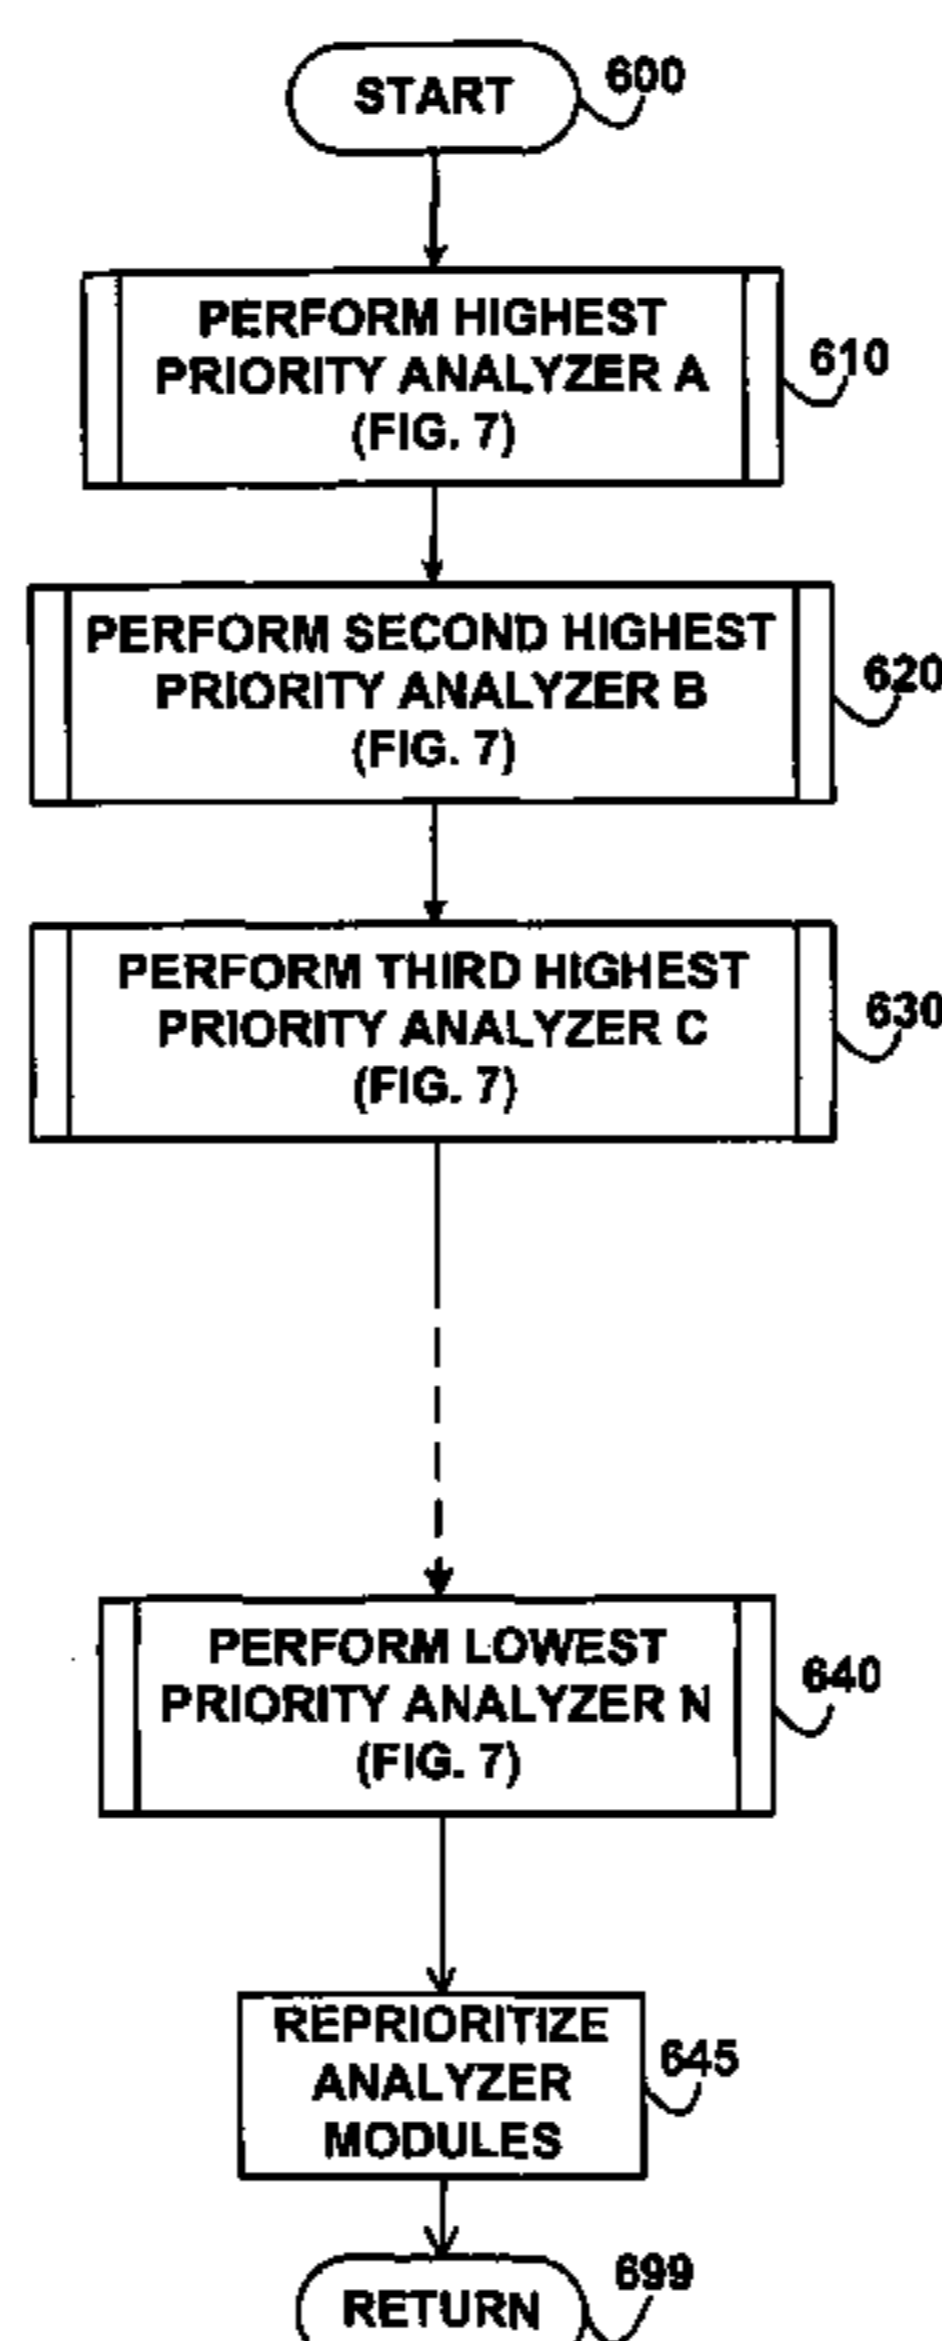 START
600
PERFORM HIGHEST
PRIORITY ANALYZER A
(FIG. 7)
610
PERFORM SECOND HIGHEST
PRIORITY ANALYZER B
(FIG. 7)
620
PERFORM THIRD HIGHEST
PRIORITY ANALYZER C
(FIG. 7)
630
PERFORM LOWEST
PRIORITY ANALYZER N
(FIG. 7)
640
REPRIORITIZE
ANALYZER
MODULES
645
RETURN
699